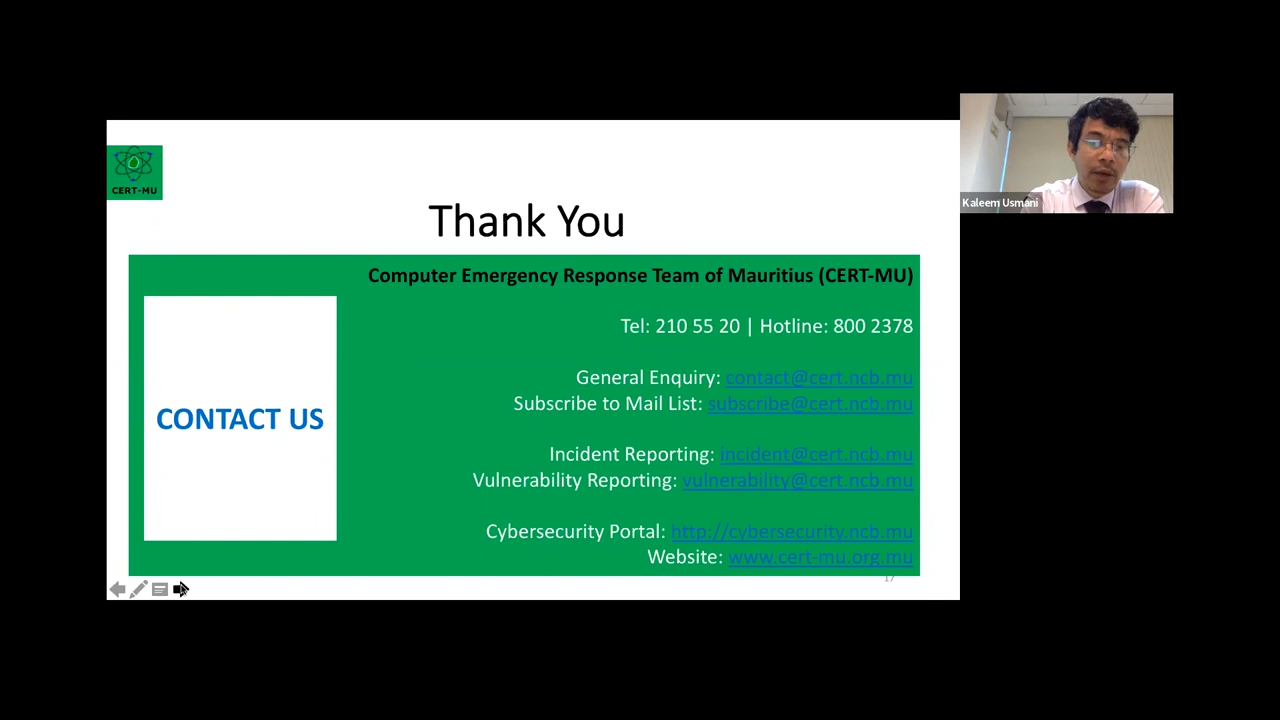 CERT-MU
Thank You
Computer Emergency Response Team of Mauritius (CERT-MU)
CONTACT US
Tel: 210 55 20 | Hotline: 800 2378
General Enquiry: contact@cert.ncb.mu
Subscribe to Mail List: subscribe@cert.ncb.mu
Incident Reporting: incident@cert.ncb.mu
Vulnerability Reporting: vulnerability@cert.ncb.mu
Cybersecurity Portal: http://cybersecurity.ncb.mu
Website: www.cert-mu.org.mu
17
Kaleem Usmani